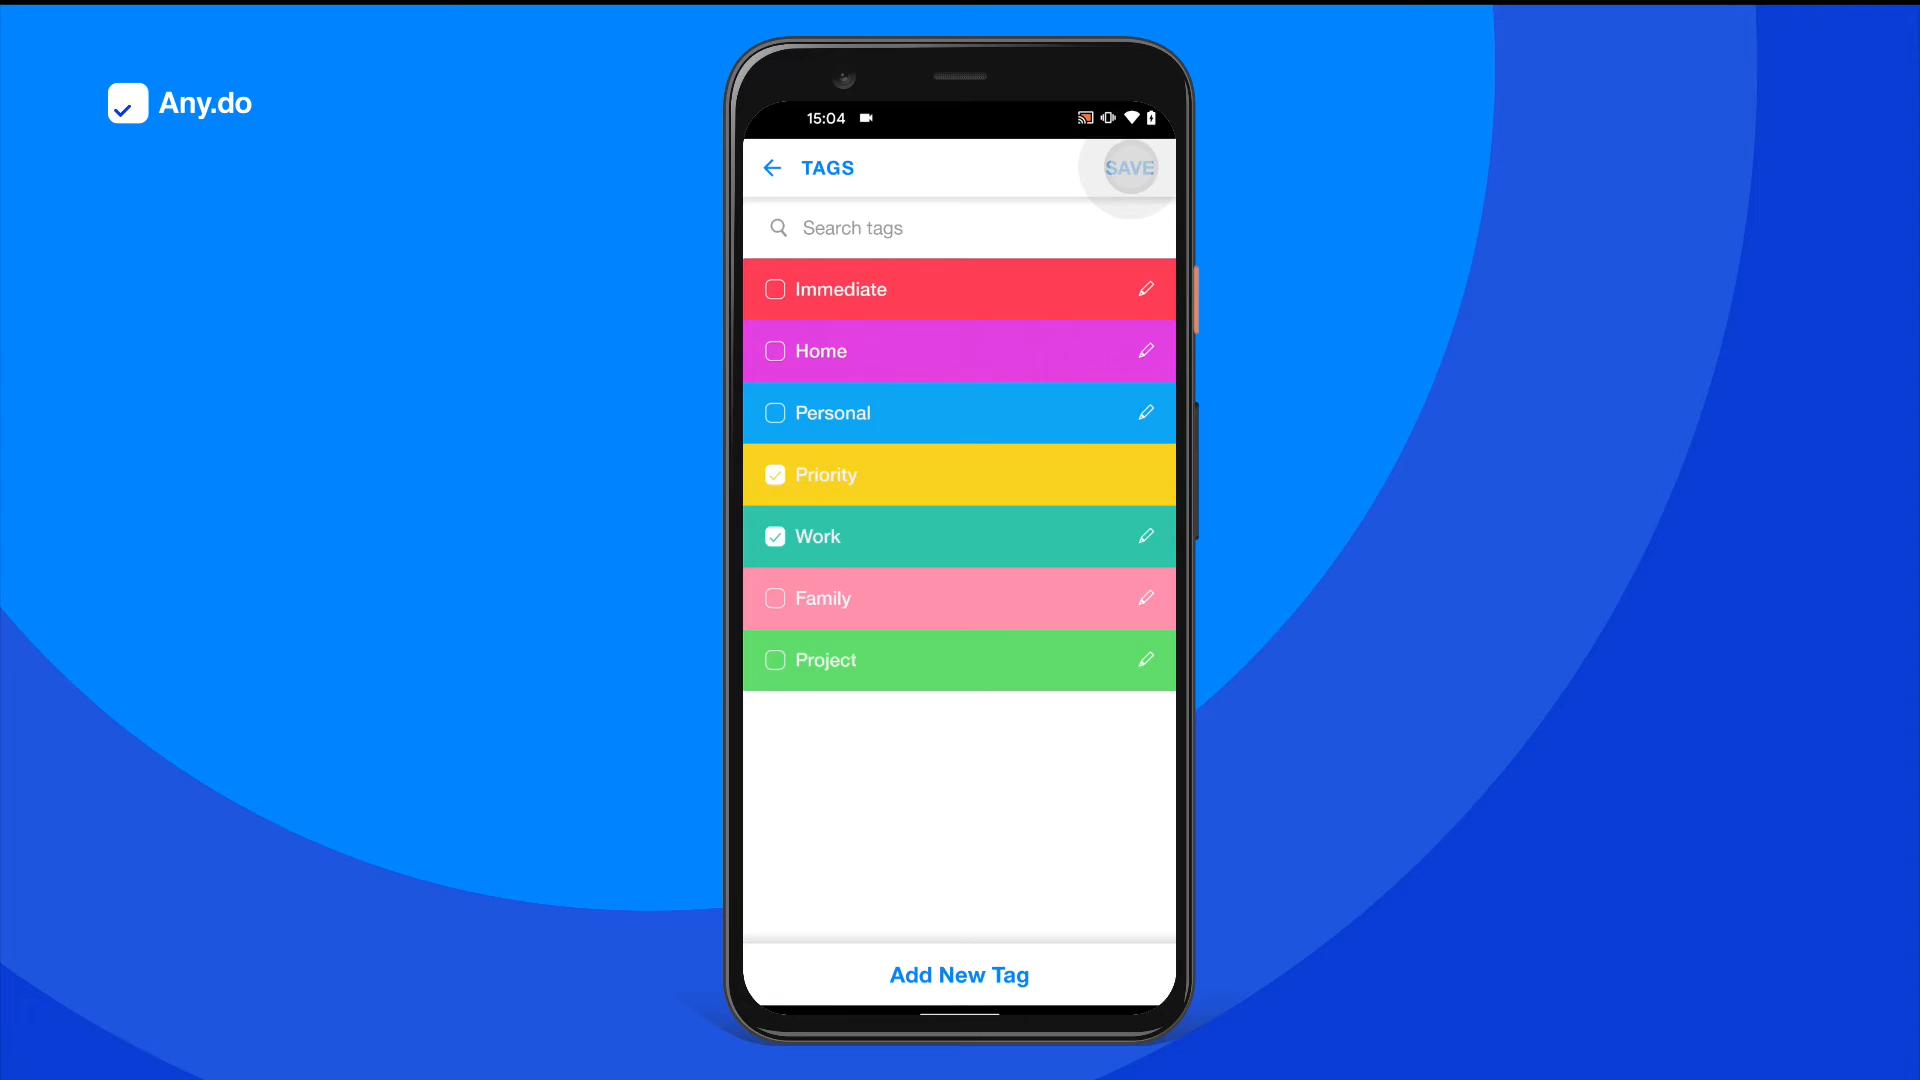 Any.do
15:04
TAGS
SAVE
Search tags
Immediate
Home
Personal
Priority
Work
Family
Project
Add New Tag